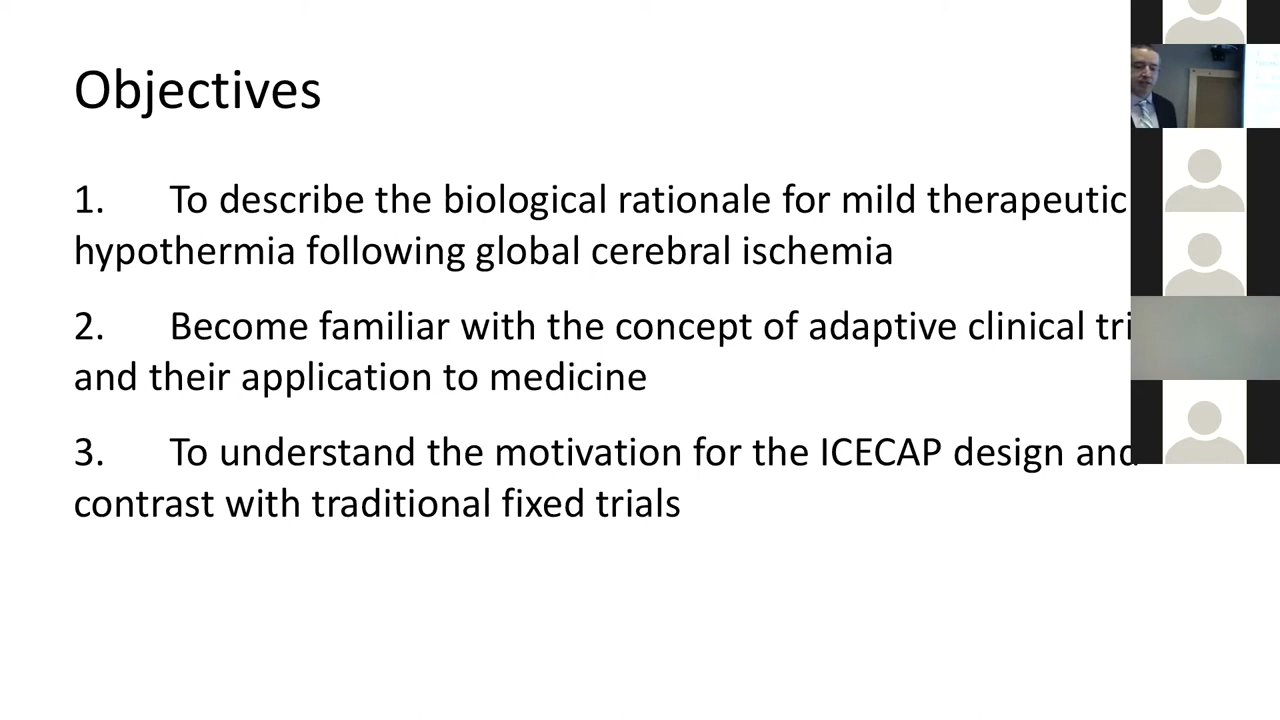 Objectives
1. To describe the biological rationale for mild therapeutic
hypothermia following global cerebral ischemia
2. Become familiar with the concept of adaptive clinical tri
and their application to medicine
3. To understand the motivation for the ICECAP design and
contrast with traditional fixed trials